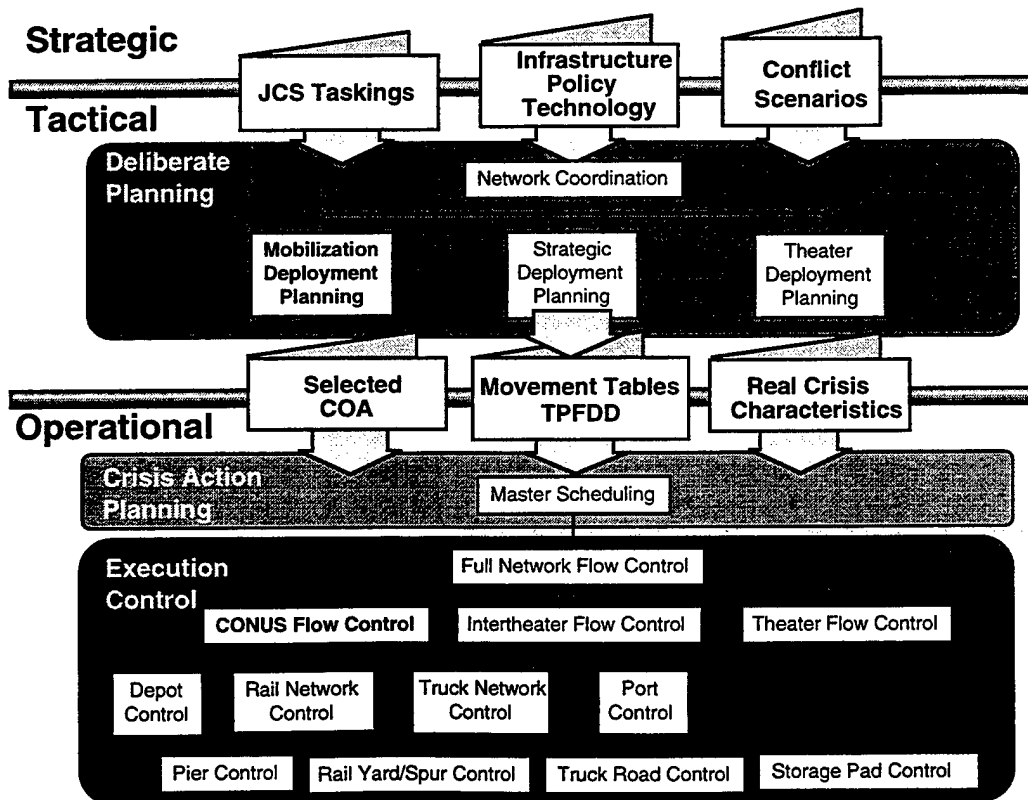 Strategic
JCS Taskings
Infrastructure
Policy
Technology
Conflict
Scenarios
Tactical
Deliberate
Planning
Network Coordination
Mobilization
Deployment
Planning
Strategic
Deployment
Planning
Theater
Deployment
Planning
Selected
COA
Movement Tables
TPFDD
Real Crisis
Characteristics
Operational
Crisis Action
Planning
Master Scheduling
Execution
Control
Full Network Flow Control
CONUS Flow Control
Intertheater Flow Control
Theater Flow Control
Depot
Control
Rail Network
Control
Truck Network
Control
Port
Control
Pier Control
Rail Yard/Spur Control
Truck Road Control
Storage Pad Control